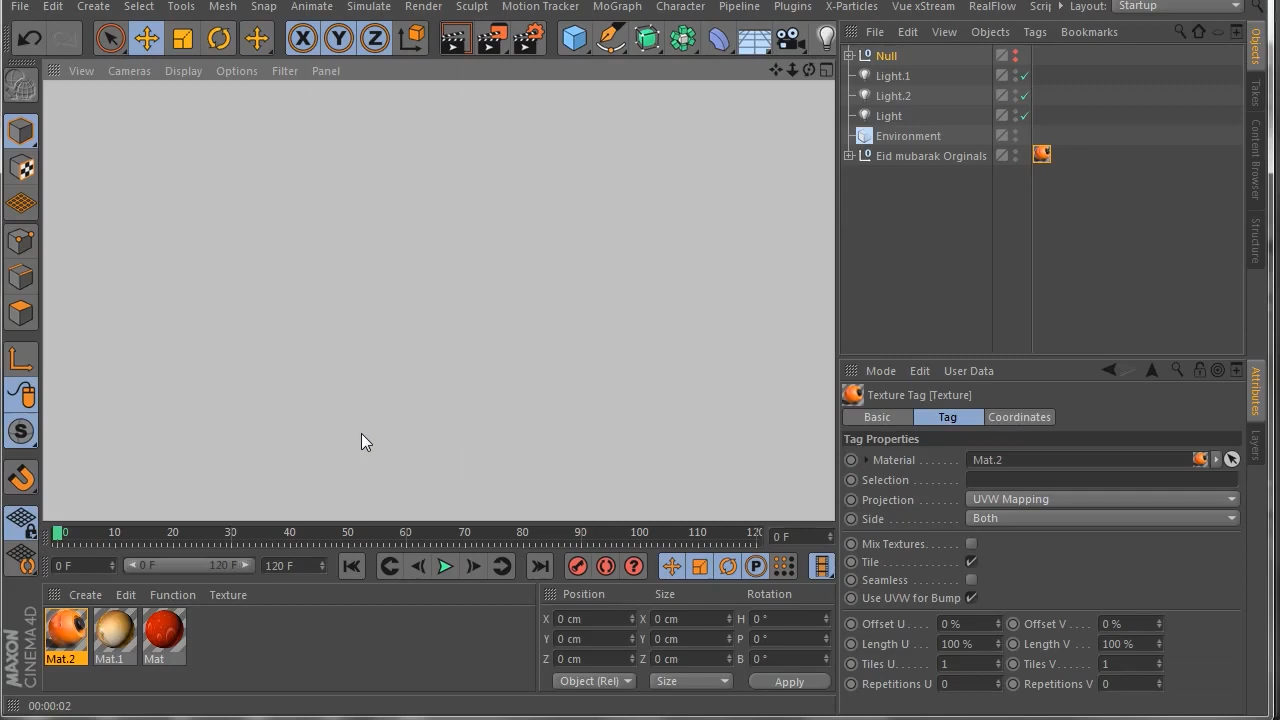 File Edit Create Select Tools Mesh Snap Animate Simulate Render Sculpt Motion Tracker MoGraph Character Pipeline Plugins X-Particles Vue xStream RealFlow Scrip Layout: Startup
X Y Z
File Edit View Objects Tags Bookmarks
View Cameras Display Options Filter Panel
Null
Light.1
Light.2
Light
Environment
Eid mubarak Orginals
Objects
Takes
Content Browser
Structure
Mode Edit User Data
Texture Tag [Texture]
Basic Tag Coordinates
Tag Properties
Material Mat.2
Selection
Projection UVW Mapping
Side Both
Mix Textures
Tile
Seamless
Use UVW for Bump
Offset U 0 % Offset V 0 %
Length U 100 % Length V 100 %
Tiles U 1 Tiles V 1
Repetitions U 0 Repetitions V 0
Attributes
Layers
0 10 20 30 40 50 60 70 80 90 100 110 120 0 F
0 F 0 F 120 F 120 F
Create Edit Function Texture
Mat.2 Mat.1 Mat
Position Size Rotation
X 0 cm X 0 cm H 0 °
Y 0 cm Y 0 cm P 0 °
Z 0 cm Z 0 cm B 0 °
Object (Rel) Size Apply
MAXON
CINEMA 4D
00:00:02